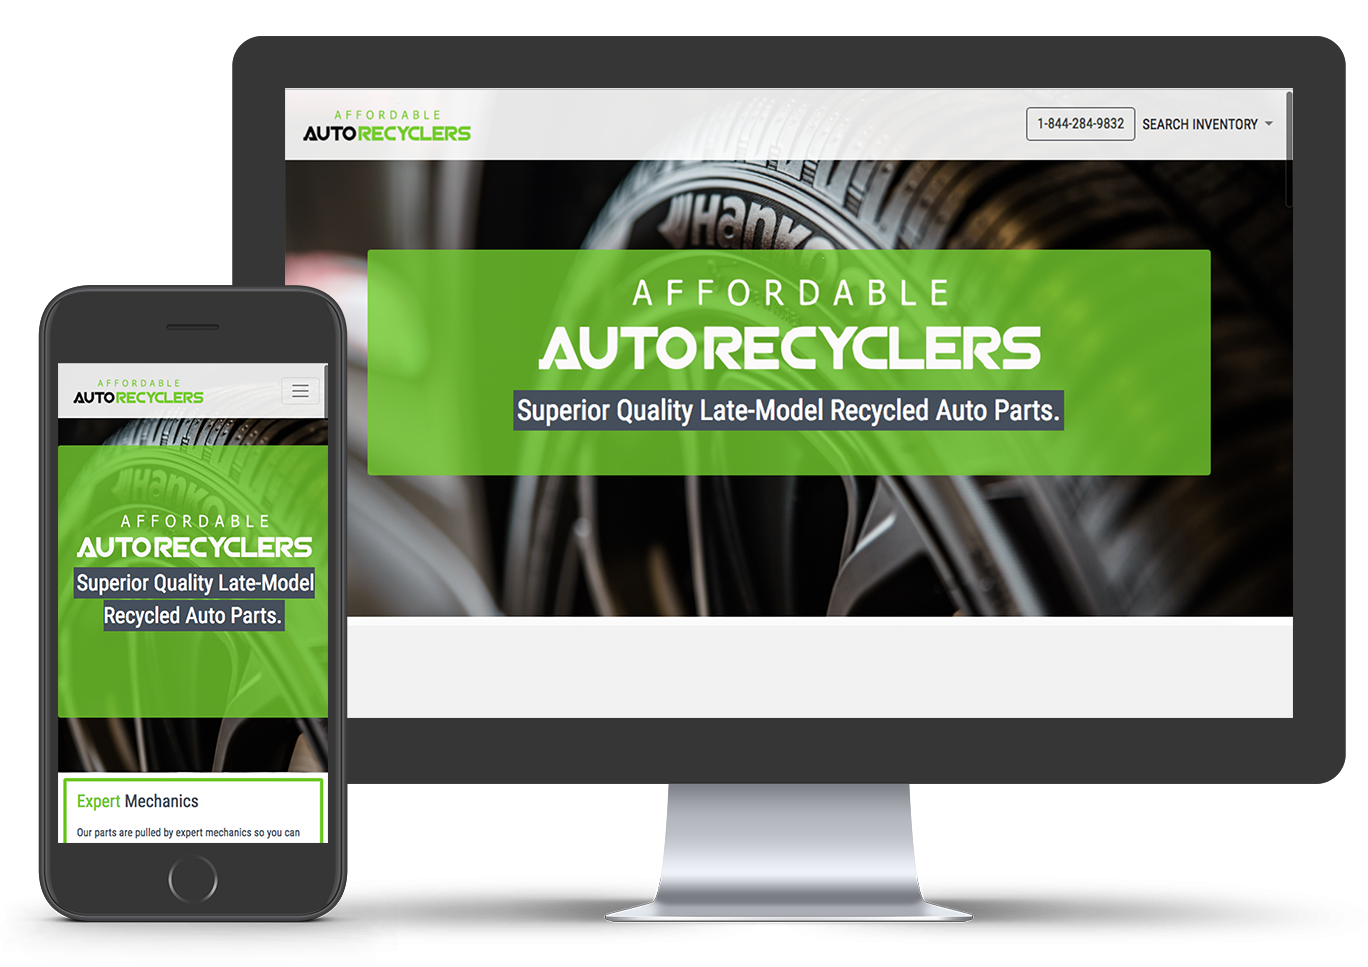 AFFORDABLE
AUTORECYCLERS
1-844-284-9832 SEARCH INVENTORY
AFFORDABLE
AUTORECYCLERS
Superior Quality Late-Model Recycled Auto Parts.
AFFORDABLE
AUTORECYCLERS
AFFORDABLE
AUTORECYCLERS
Superior Quality Late-Model
Recycled Auto Parts.
Expert Mechanics
Our parts are pulled by expert mechanics so you can